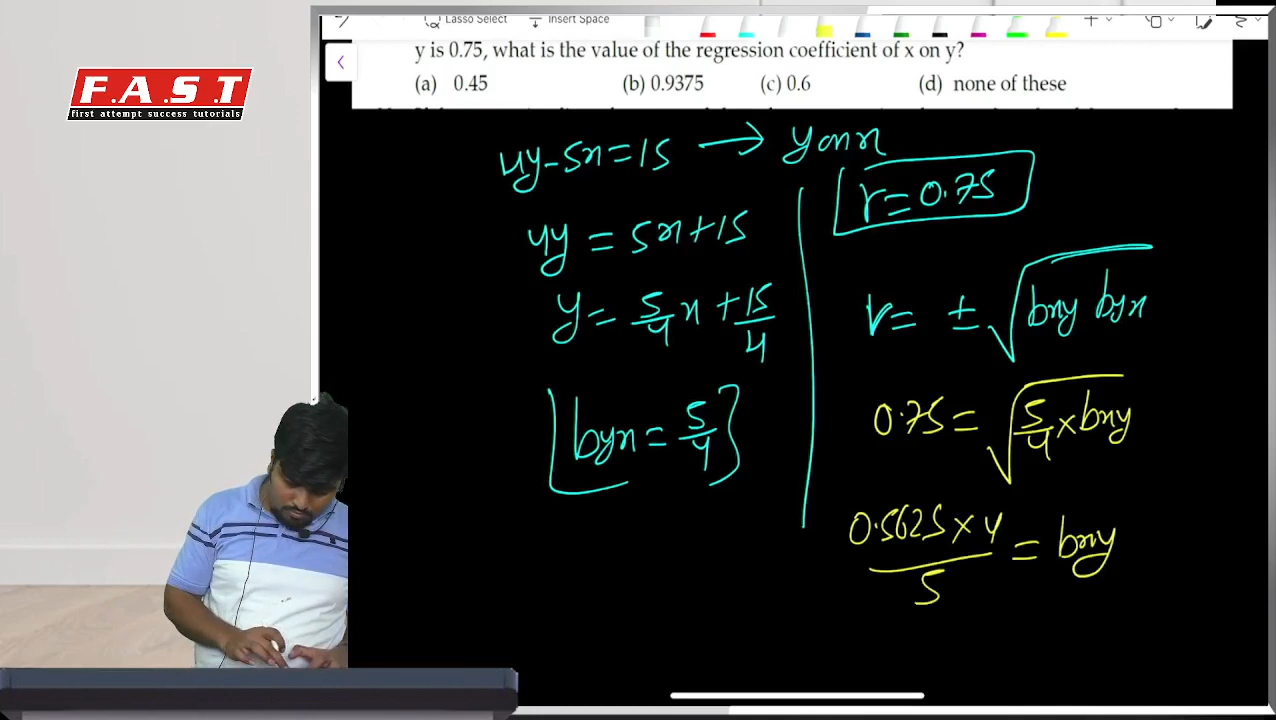 Lasso Select Insert Space
y is 0.75, what is the value of the regression coefficient of x on y?
(a) 0.45 (b) 0.9375 (c) 0.6 (d) none of these
F.A.S.T
first attempt success tutorials
4y-5x=15 → y on x
r=0.75
4y = 5x+15
y= 5/4 x + 15/4
r= ± √bxy byx
byx = 5/4
0.75 = √5/4 × bxy
0.5625 × 4 / 5 = bxy